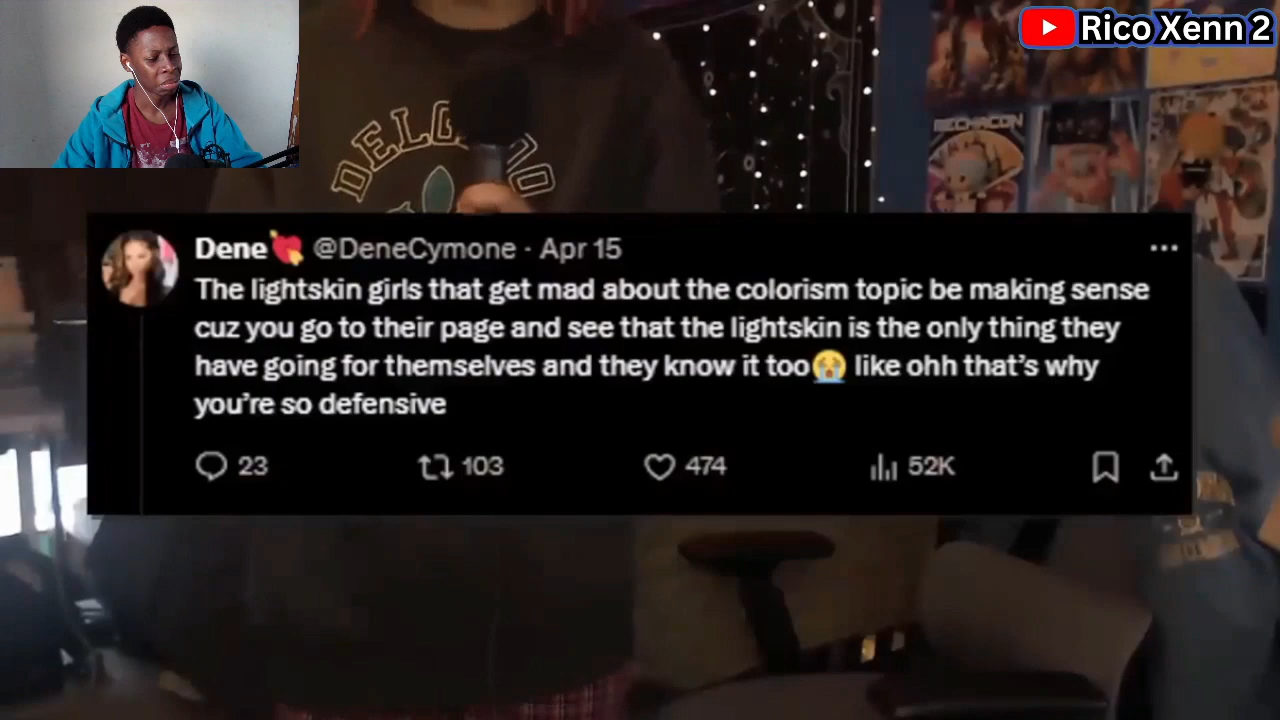 Rico Xenn 2
DELG
Dene💘 @DeneCymone · Apr 15
The lightskin girls that get mad about the colorism topic be making sense
cuz you go to their page and see that the lightskin is the only thing they
have going for themselves and they know it too😭 like ohh that's why
you're so defensive
23 103 474 52K